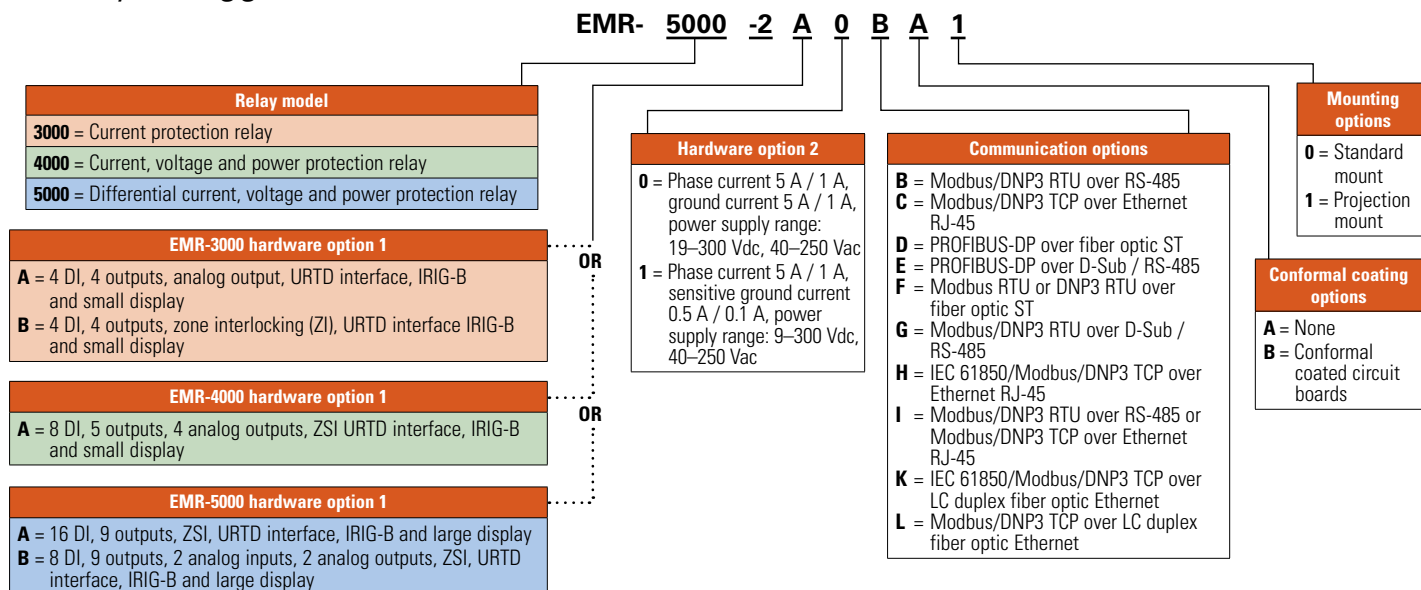 EMR- 5000 -2 A 0 B A 1
Relay model
3000 = Current protection relay
4000 = Current, voltage and power protection relay
5000 = Differential current, voltage and power protection relay
EMR-3000 hardware option 1
A = 4 DI, 4 outputs, analog output, URTD interface, IRIG-B
and small display
B = 4 DI, 4 outputs, zone interlocking (ZI), URTD interface IRIG-B
and small display
OR
EMR-4000 hardware option 1
A = 8 DI, 5 outputs, 4 analog outputs, ZSI URTD interface, IRIG-B
and small display
OR
EMR-5000 hardware option 1
A = 16 DI, 9 outputs, ZSI, URTD interface, IRIG-B and large display
B = 8 DI, 9 outputs, 2 analog inputs, 2 analog outputs, ZSI, URTD
interface, IRIG-B and large display
Hardware option 2
0 = Phase current 5 A / 1 A,
ground current 5 A / 1 A,
power supply range:
19–300 Vdc, 40–250 Vac
1 = Phase current 5 A / 1 A,
sensitive ground current
0.5 A / 0.1 A, power
supply range: 9–300 Vdc,
40–250 Vac
Communication options
B = Modbus/DNP3 RTU over RS-485
C = Modbus/DNP3 TCP over Ethernet
RJ-45
D = PROFIBUS-DP over fiber optic ST
E = PROFIBUS-DP over D-Sub / RS-485
F = Modbus RTU or DNP3 RTU over
fiber optic ST
G = Modbus/DNP3 RTU over D-Sub /
RS-485
H = IEC 61850/Modbus/DNP3 TCP over
Ethernet RJ-45
I = Modbus/DNP3 RTU over RS-485 or
Modbus/DNP3 TCP over Ethernet
RJ-45
K = IEC 61850/Modbus/DNP3 TCP over
LC duplex fiber optic Ethernet
L = Modbus/DNP3 TCP over LC duplex
fiber optic Ethernet
Mounting
options
0 = Standard
mount
1 = Projection
mount
Conformal coating
options
A = None
B = Conformal
coated circuit
boards